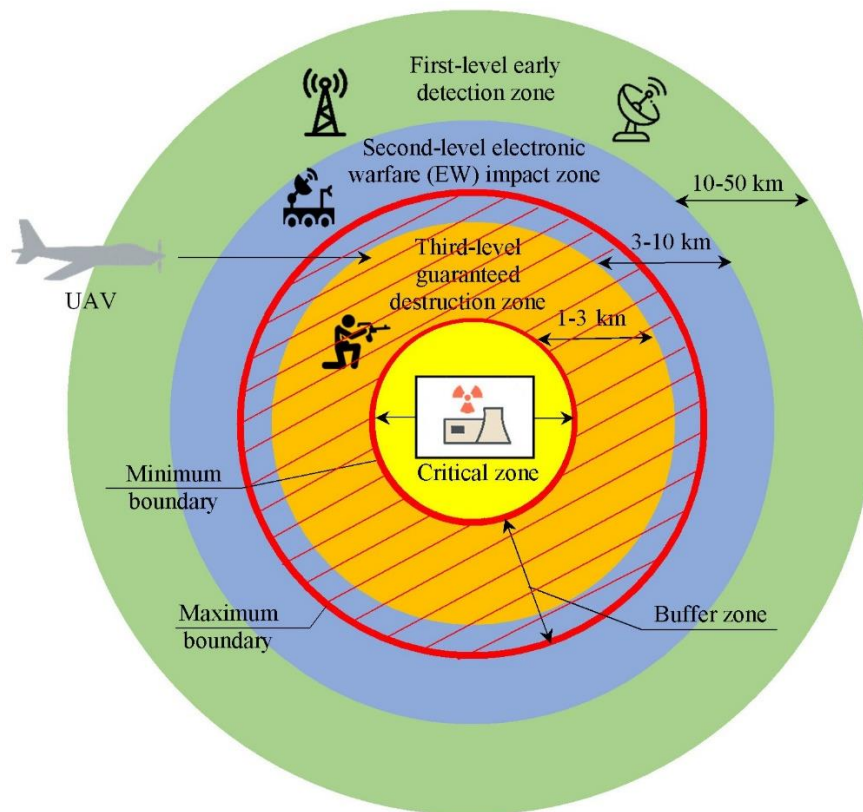 First-level early
detection zone
Second-level electronic
warfare (EW) impact zone
10-50 km
3-10 km
Third-level
guaranteed
destruction zone
UAV
1-3 km
Critical zone
Minimum
boundary
Maximum
boundary
Buffer zone